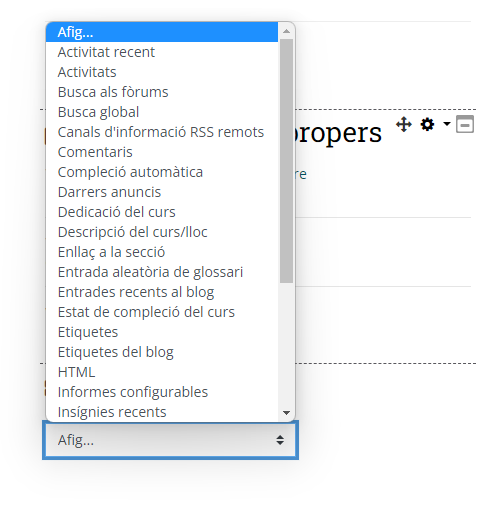 Afig...
Activitat recent
Activitats
Busca als fòrums
Busca global
Canals d'informació RSS remots
Comentaris
Compleció automàtica
Darrers anuncis
Dedicació del curs
Descripció del curs/lloc
Enllaç a la secció
Entrada aleatòria de glossari
Entrades recents al blog
Estat de compleció del curs
Etiquetes
Etiquetes del blog
HTML
Informes configurables
Insígnies recents
Afig...